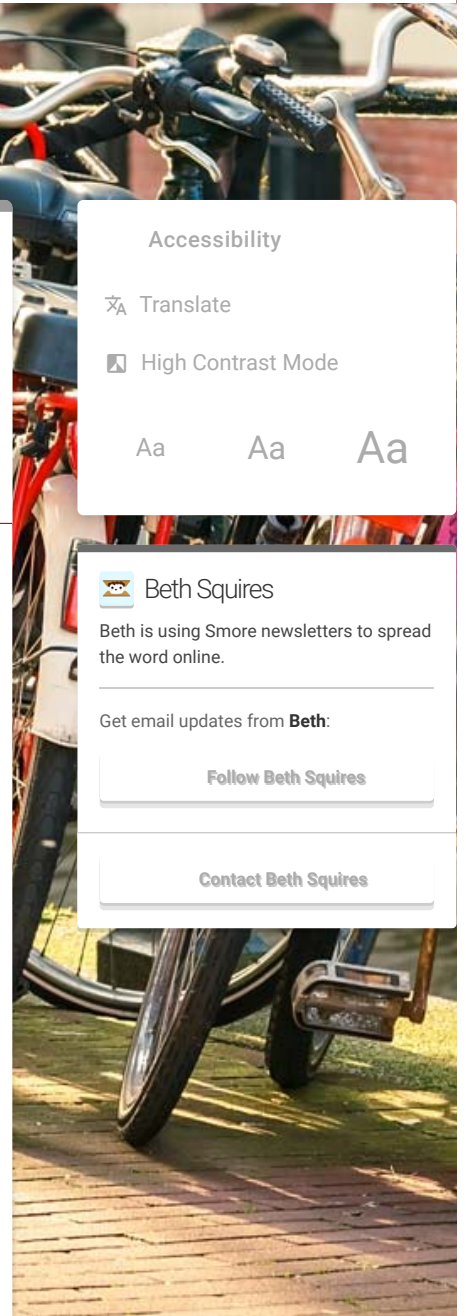 Accessibility
Translate
High Contrast Mode
Aa Aa Aa
Beth Squires
Beth is using Smore newsletters to spread
the word online.
Get email updates from Beth:
Follow Beth Squires
Contact Beth Squires